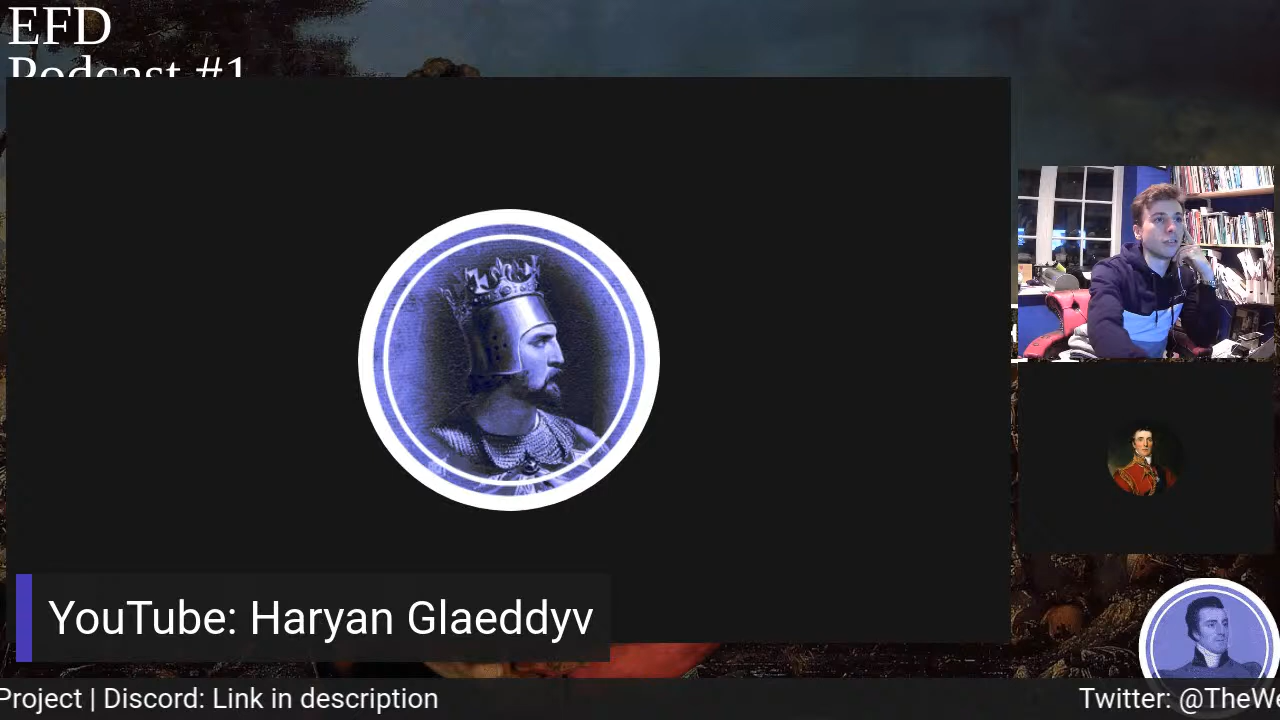 EFD
Podcast #1
YouTube: Haryan Glaeddyv
Project | Discord: Link in description
Twitter: @TheWe